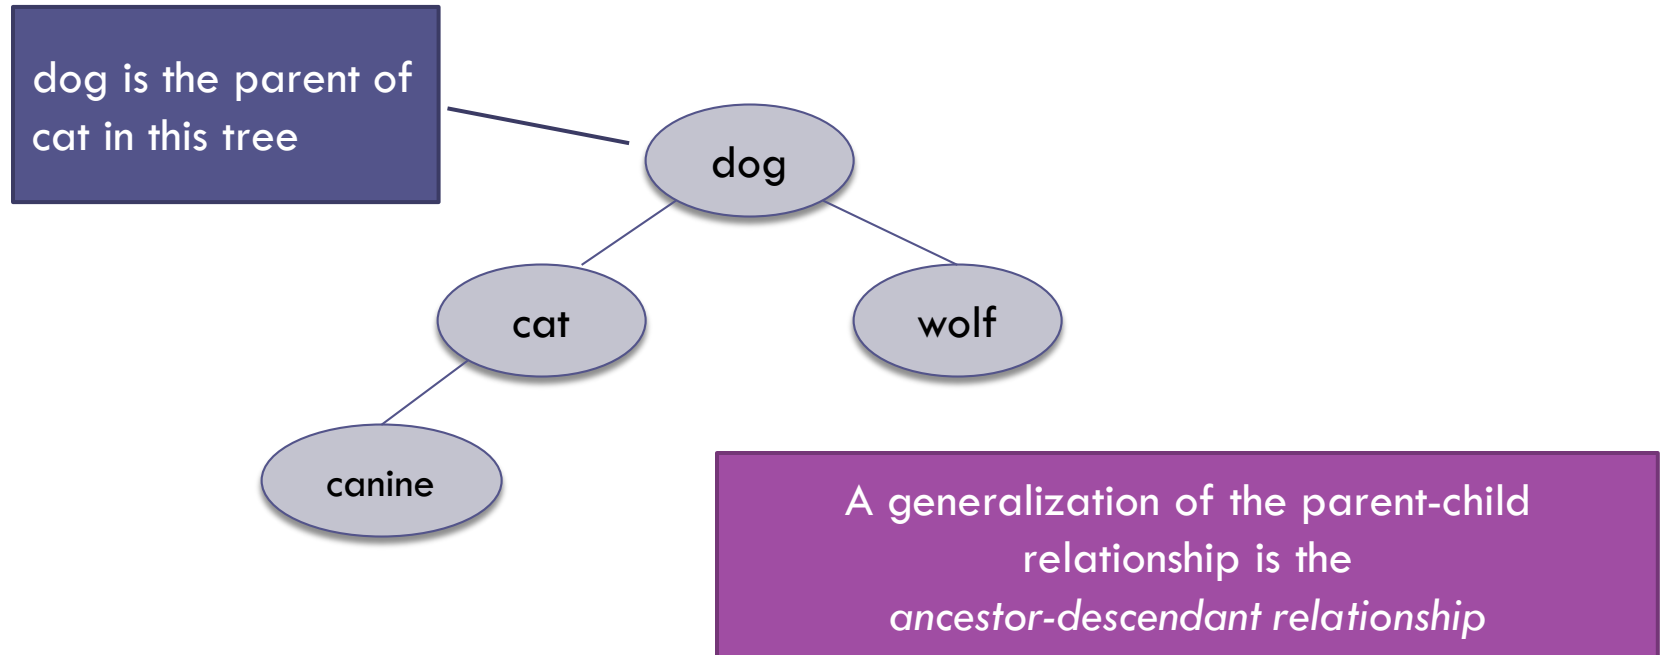 dog is the parent of
cat in this tree
dog
cat
wolf
canine
A generalization of the parent-child
relationship is the
ancestor-descendant relationship